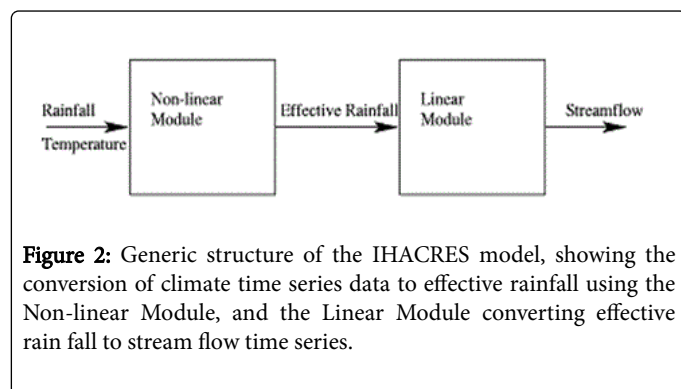 Rainfall
Temperature
Non-linear
Module
Effective Rainfall
Linear
Module
Streamflow
Figure 2: Generic structure of the IHACRES model, showing the
conversion of climate time series data to effective rainfall using the
Non-linear Module, and the Linear Module converting effective
rain fall to stream flow time series.